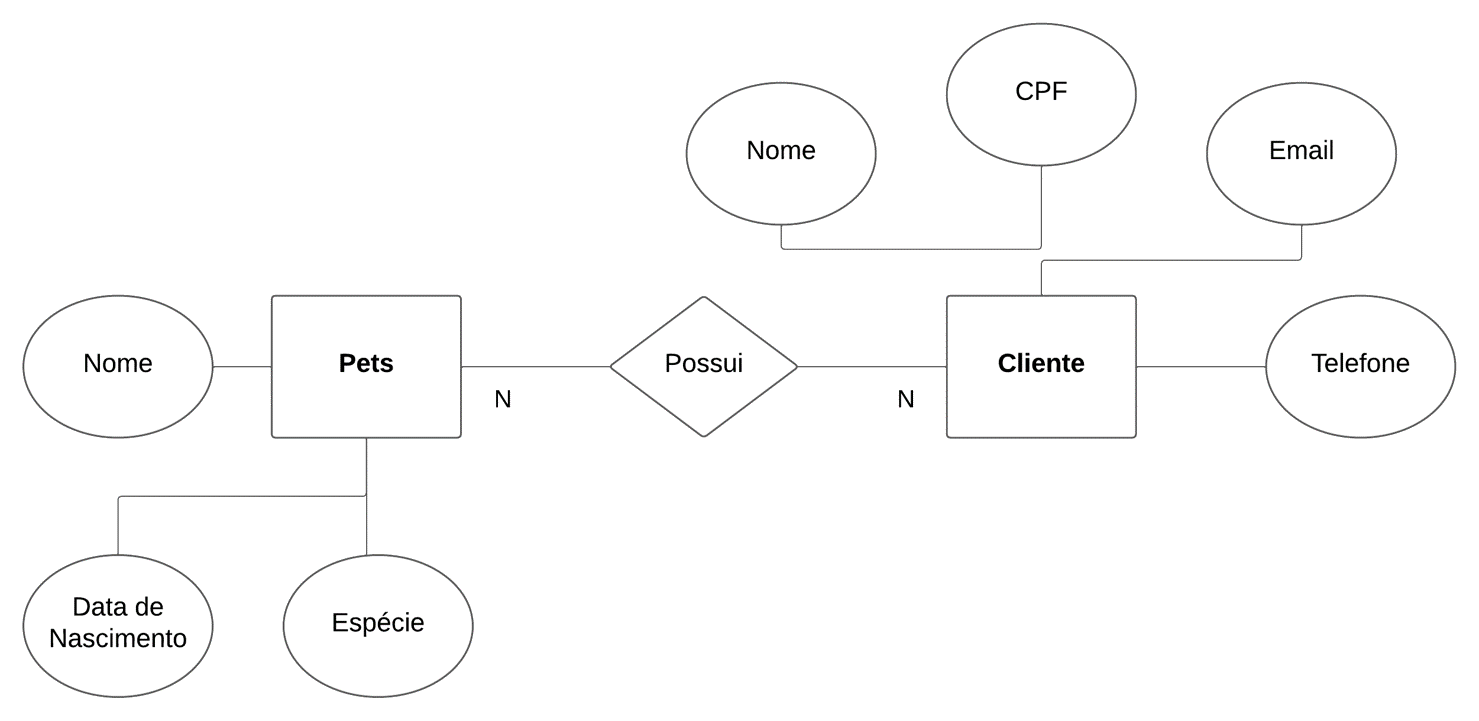 CPF
Nome
Email
Nome
Pets
Possui
Cliente
Telefone
N
N
Data de
Nascimento
Espécie